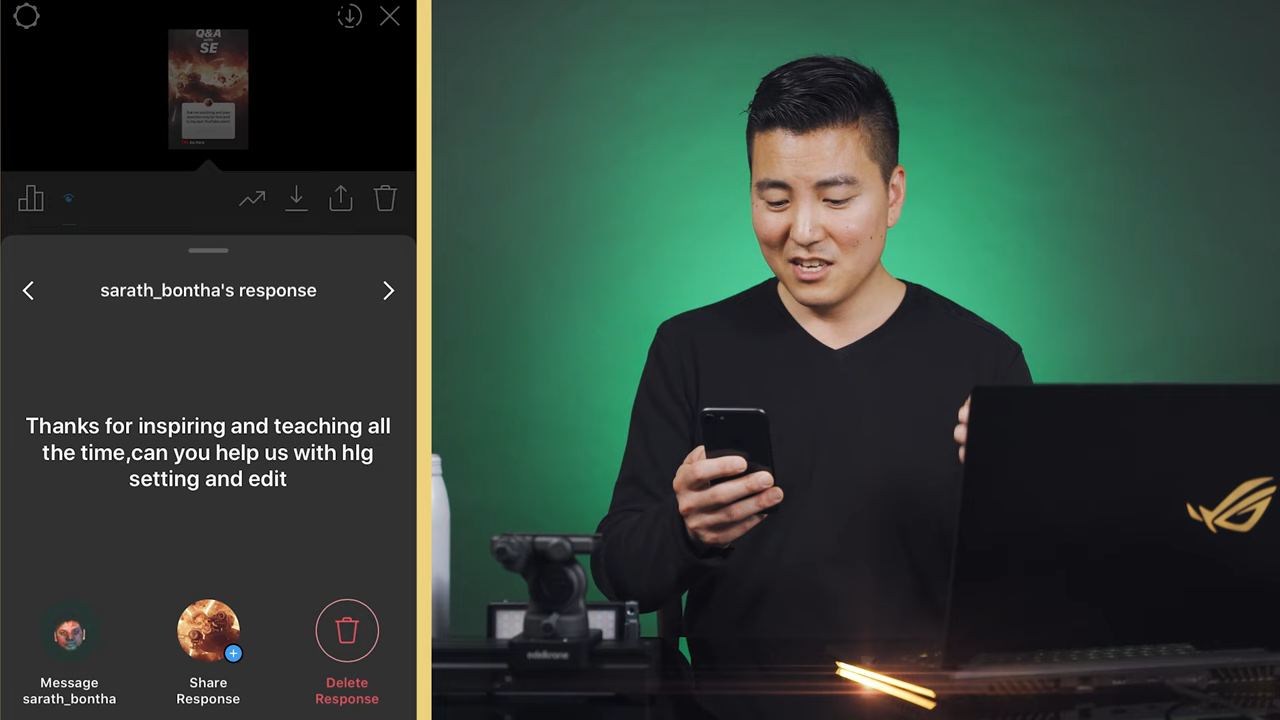 Q&A
SE
sarath_bontha's response
Thanks for inspiring and teaching all
the time,can you help us with hlg
setting and edit
Message
sarath_bontha
Share
Response
Delete
Response
edelkrone